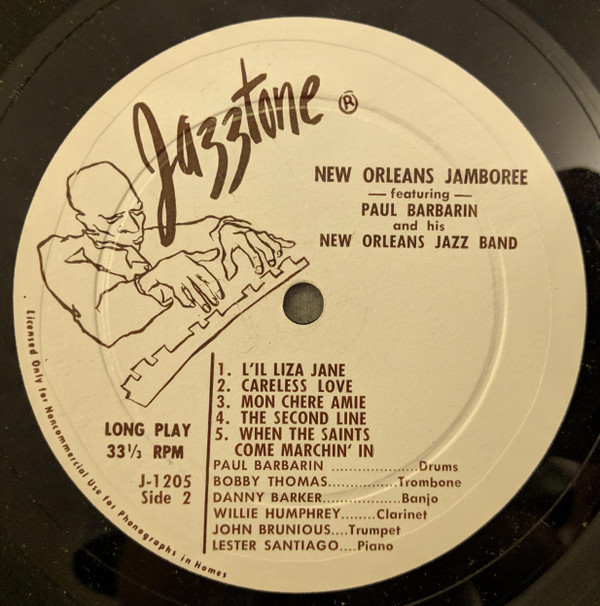 Jazztone ®
NEW ORLEANS JAMBOREE
— featuring —
PAUL BARBARIN
and his
NEW ORLEANS JAZZ BAND
1. L'IL LIZA JANE
2. CARELESS LOVE
3. MON CHERE AMIE
4. THE SECOND LINE
5. WHEN THE SAINTS
COME MARCHIN' IN
PAUL BARBARIN ..................Drums
BOBBY THOMAS................Trombone
DANNY BARKER..................Banjo
WILLIE HUMPHREY........Clarinet
JOHN BRUNIOUS....Trumpet
LESTER SANTIAGO....Piano
LONG PLAY
33⅓ RPM
J-1205
Side 2
Licensed Only for Noncommercial Use for Phonographs in Homes